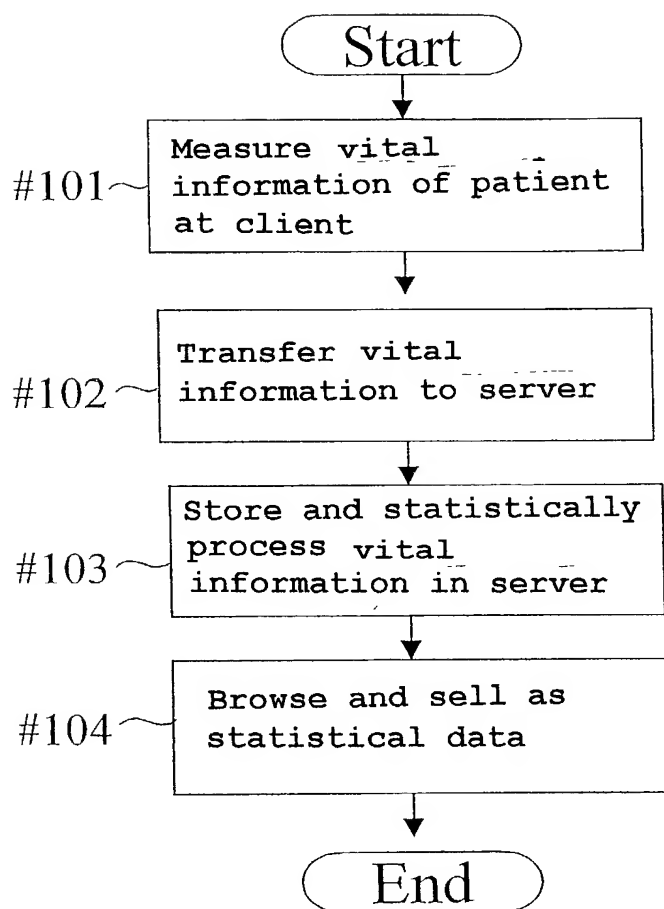 Start
#101
Measure vital
information of patient
at client
#102
Transfer vital
information to server
#103
Store and statistically
process vital
information in server
#104
Browse and sell as
statistical data
End